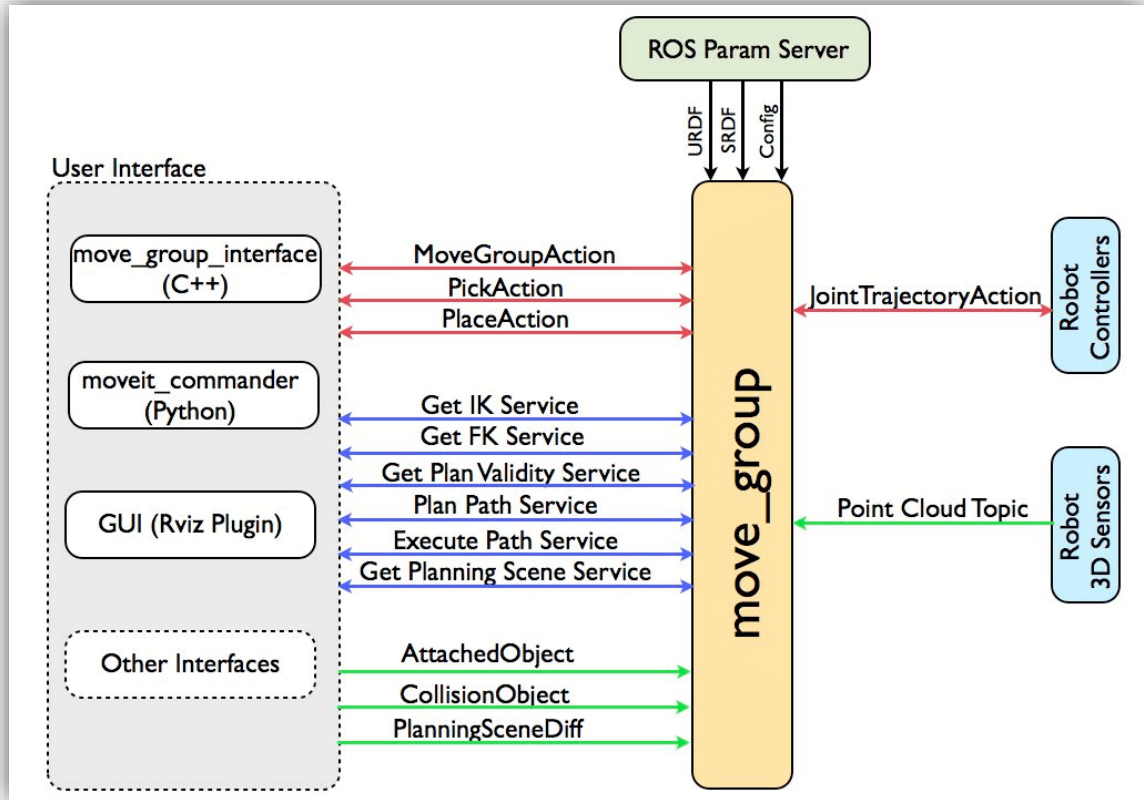 ROS Param Server
URDF
SRDF
Config
User Interface
move_group_interface
(C++)
moveit_commander
(Python)
GUI (Rviz Plugin)
Other Interfaces
MoveGroupAction
PickAction
PlaceAction
Get IK Service
Get FK Service
Get Plan Validity Service
Plan Path Service
Execute Path Service
Get Planning Scene Service
AttachedObject
CollisionObject
PlanningSceneDiff
move_group
JointTrajectoryAction
Point Cloud Topic
Robot
Controllers
Robot
3D Sensors